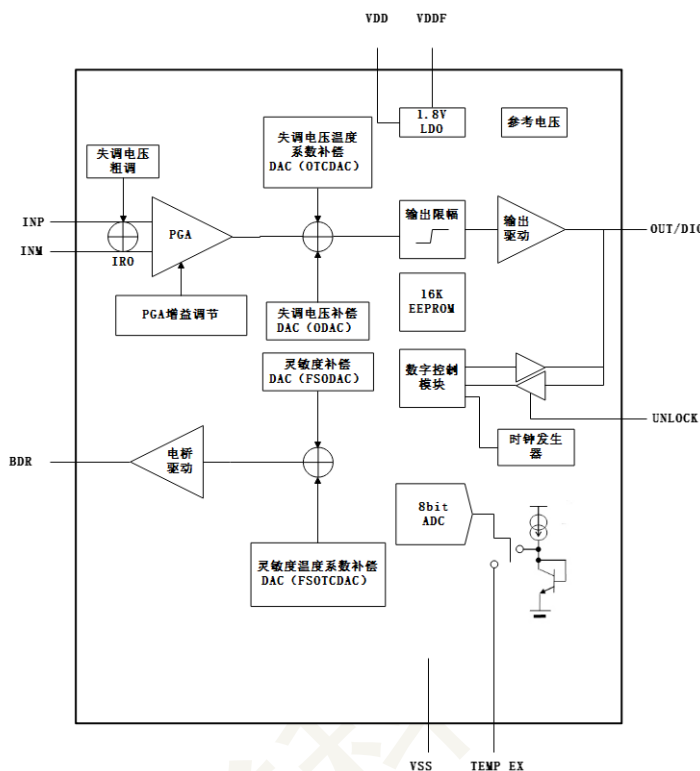 VDD VDDF
1.8V
LDO
参考电压
失调电压温度
系数补偿
DAC（OTCDAC）
失调电压
粗调
INP
INM
IRO
PGA
输出限幅
输出
驱动
OUT/DIG
PGA增益调节
失调电压补偿
DAC（ODAC）
16K
EEPROM
灵敏度补偿
DAC（FSODAC）
数字控制
模块
UNLOCK
时钟发生
器
BDR
电桥
驱动
8bit
ADC
灵敏度温度系数补偿
DAC（FSOTCDAC）
VSS
TEMP EX